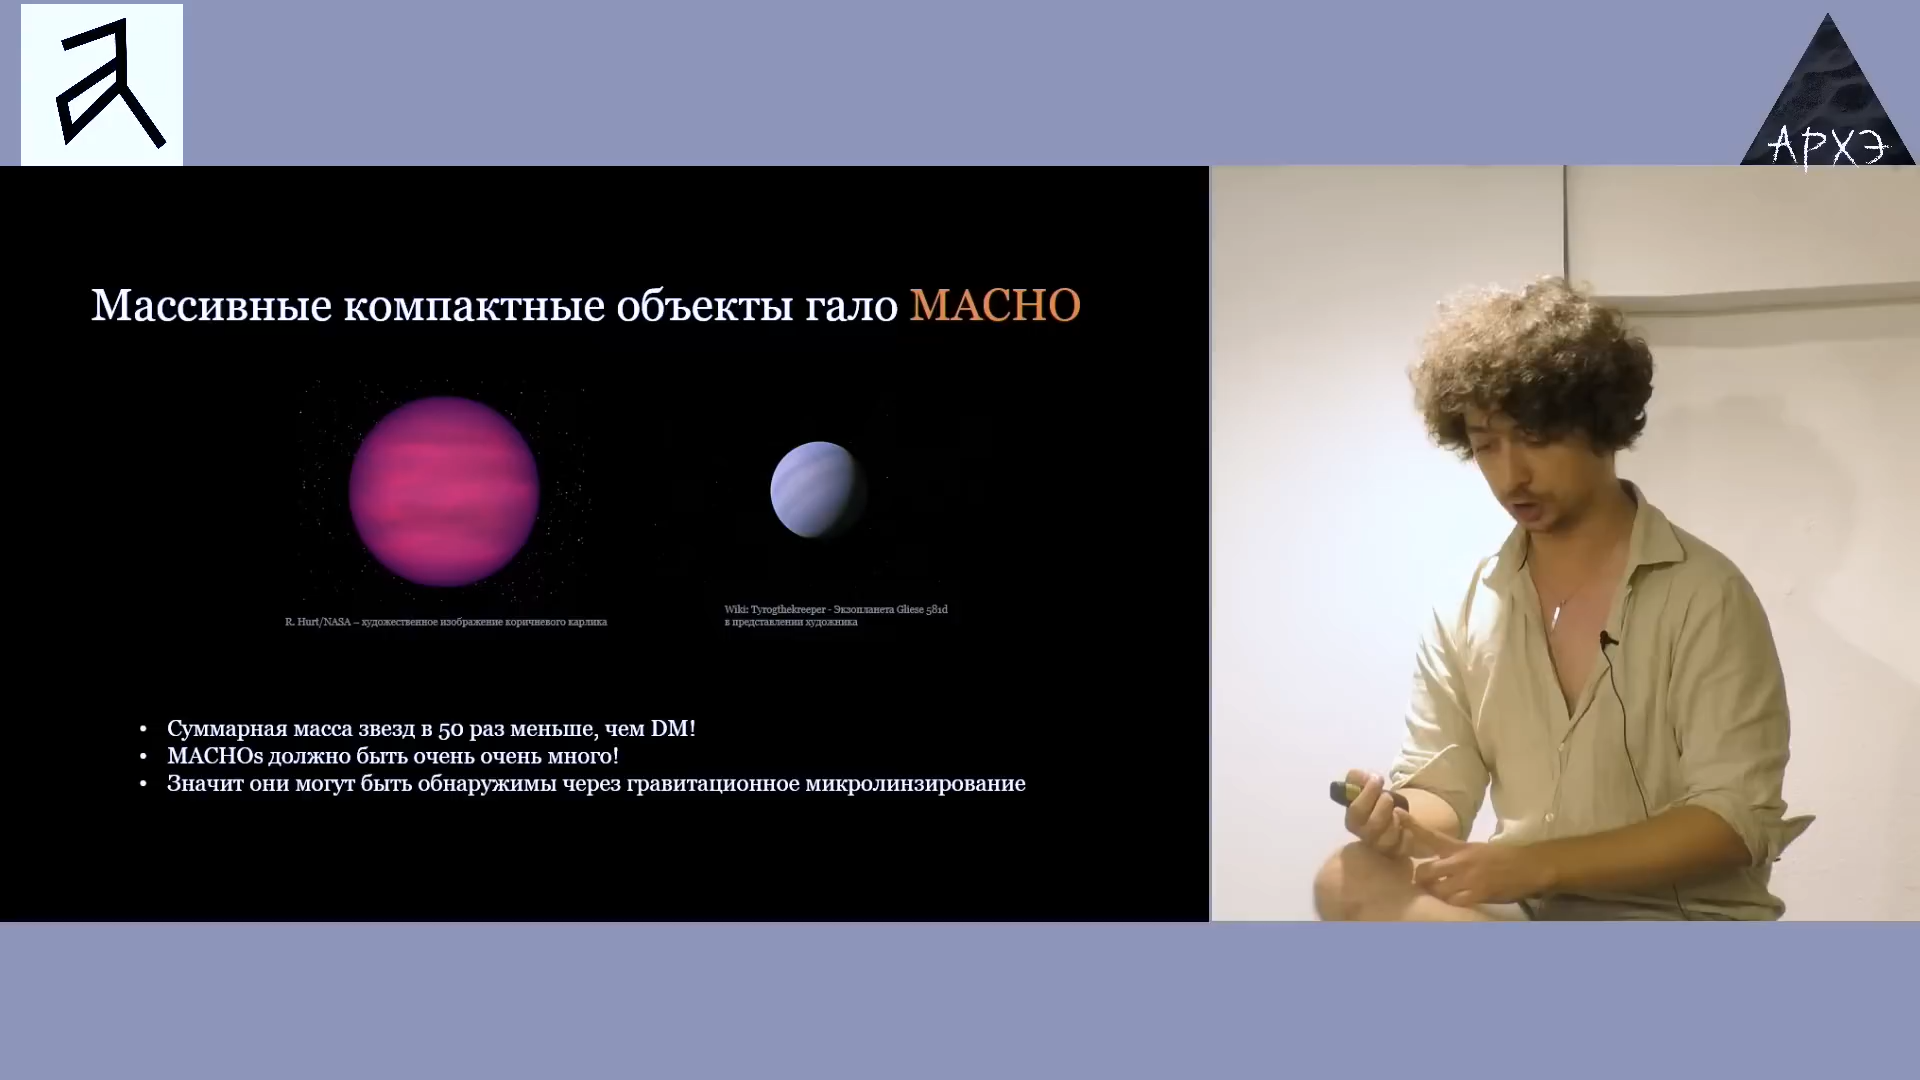 АРХЭ
Массивные компактные объекты гало MACHO
R. Hurt/NASA – художественное изображение коричневого карлика
Wiki: Tyrogthekreeper - Экзопланета Gliese 581d
в представлении художника
• Суммарная масса звезд в 50 раз меньше, чем DM!
• MACHOs должно быть очень очень много!
• Значит они могут быть обнаружимы через гравитационное микролинзирование